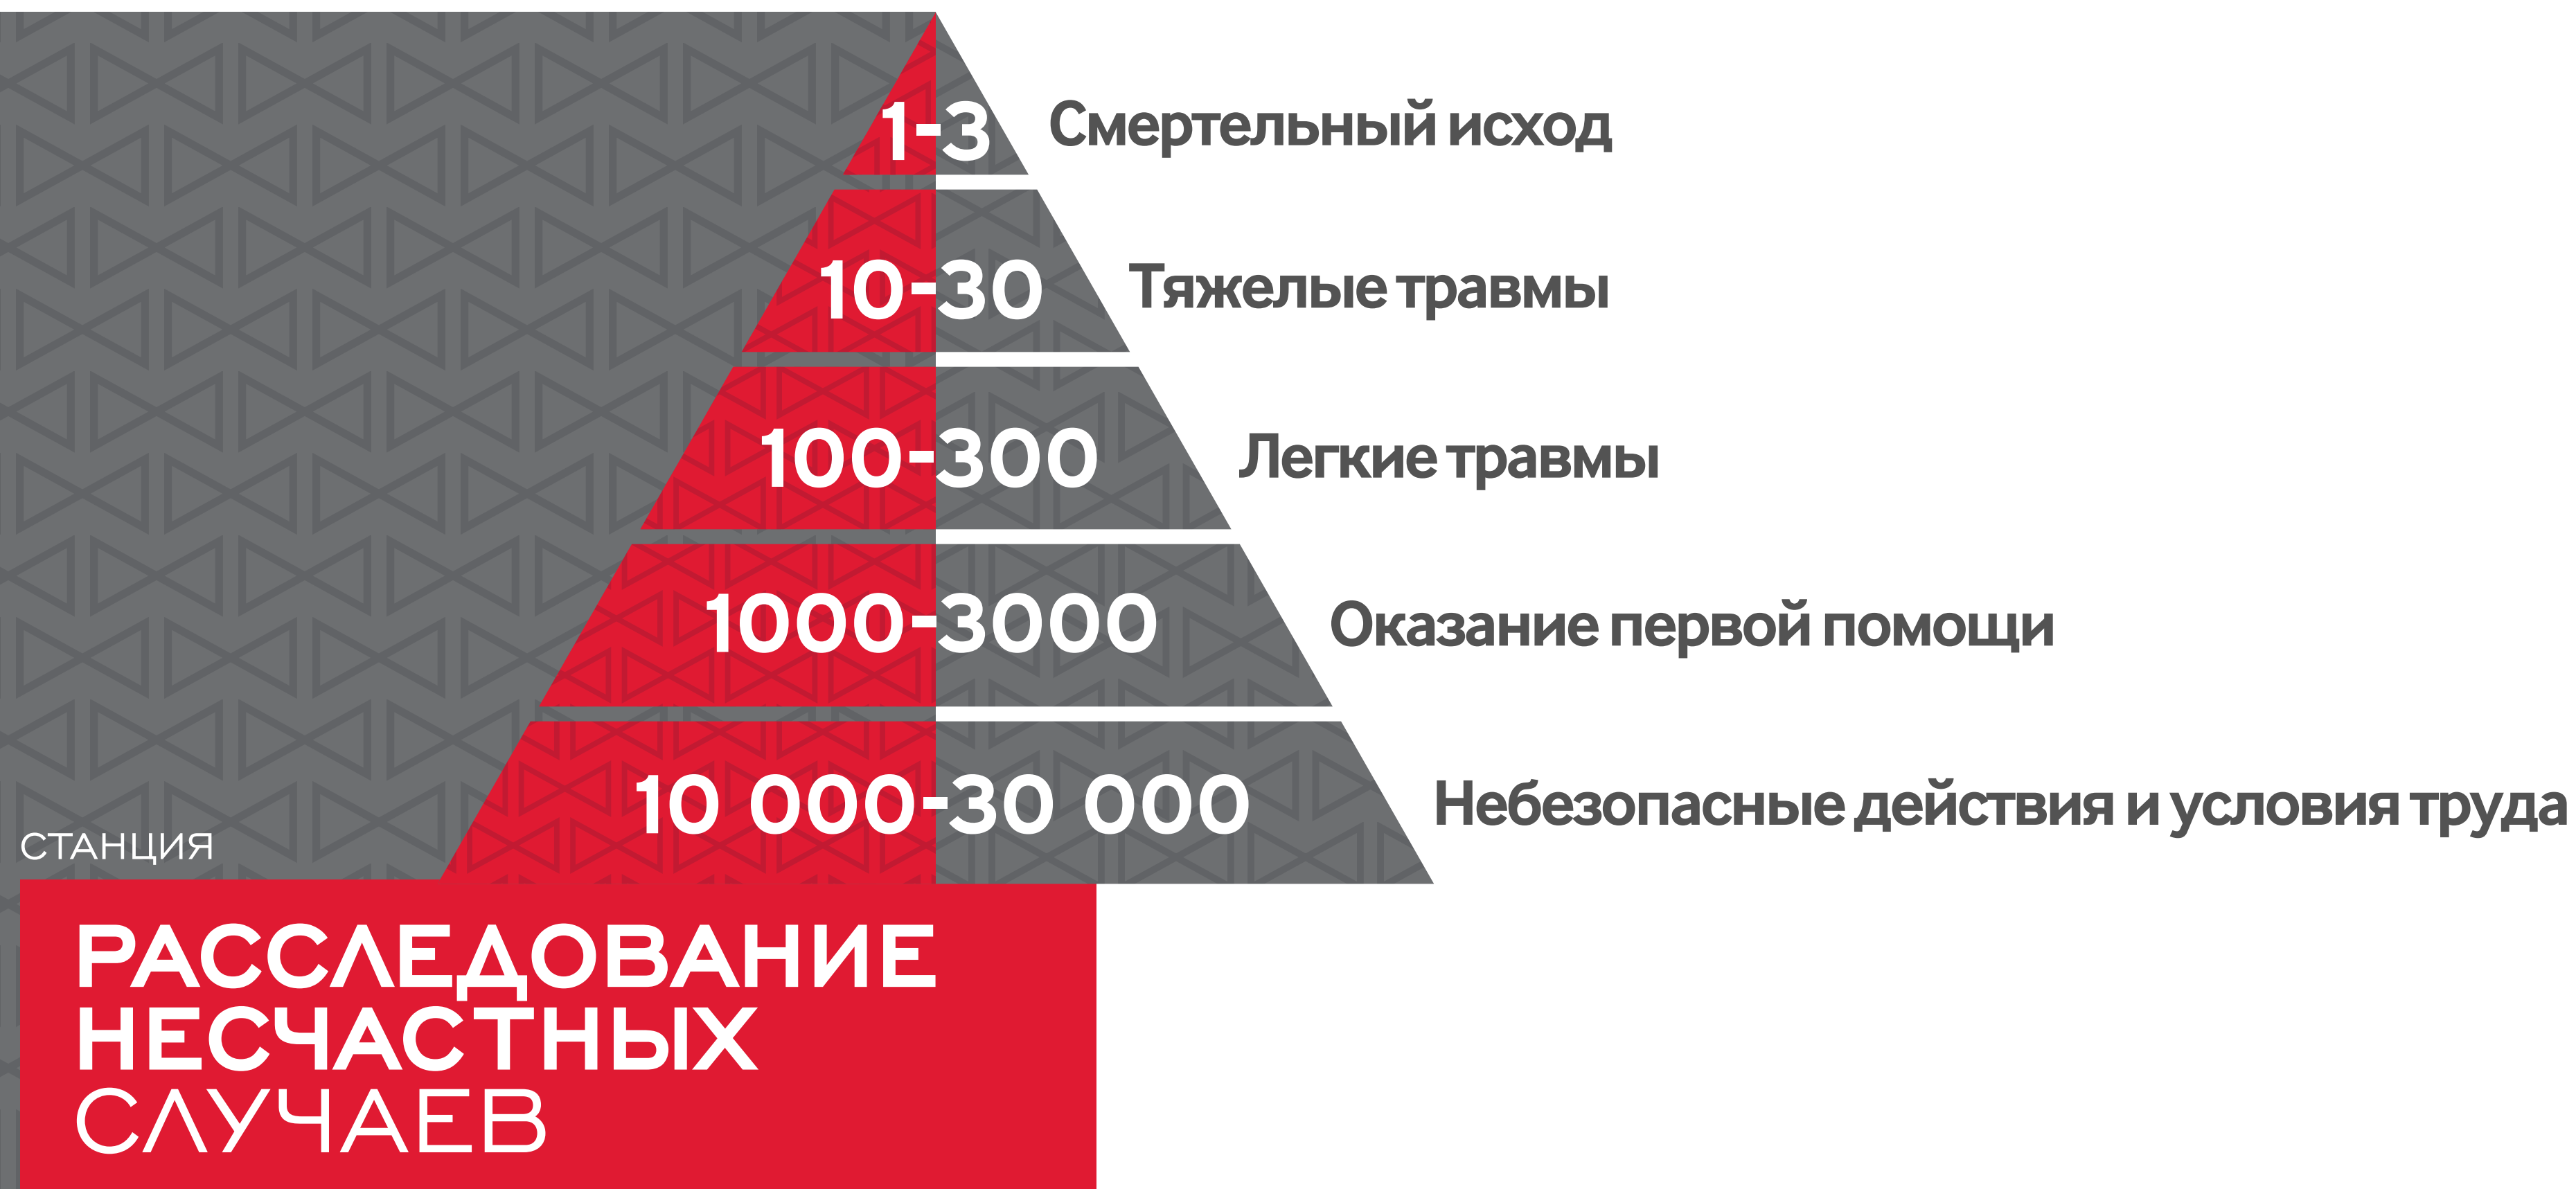 1-3 Смертельный исход
10-30 Тяжелые травмы
100-300 Легкие травмы
1000-3000 Оказание первой помощи
10 000-30 000 Небезопасные действия и условия труда
СТАНЦИЯ
РАССЛЕДОВАНИЕ
НЕСЧАСТНЫХ
СЛУЧАЕВ